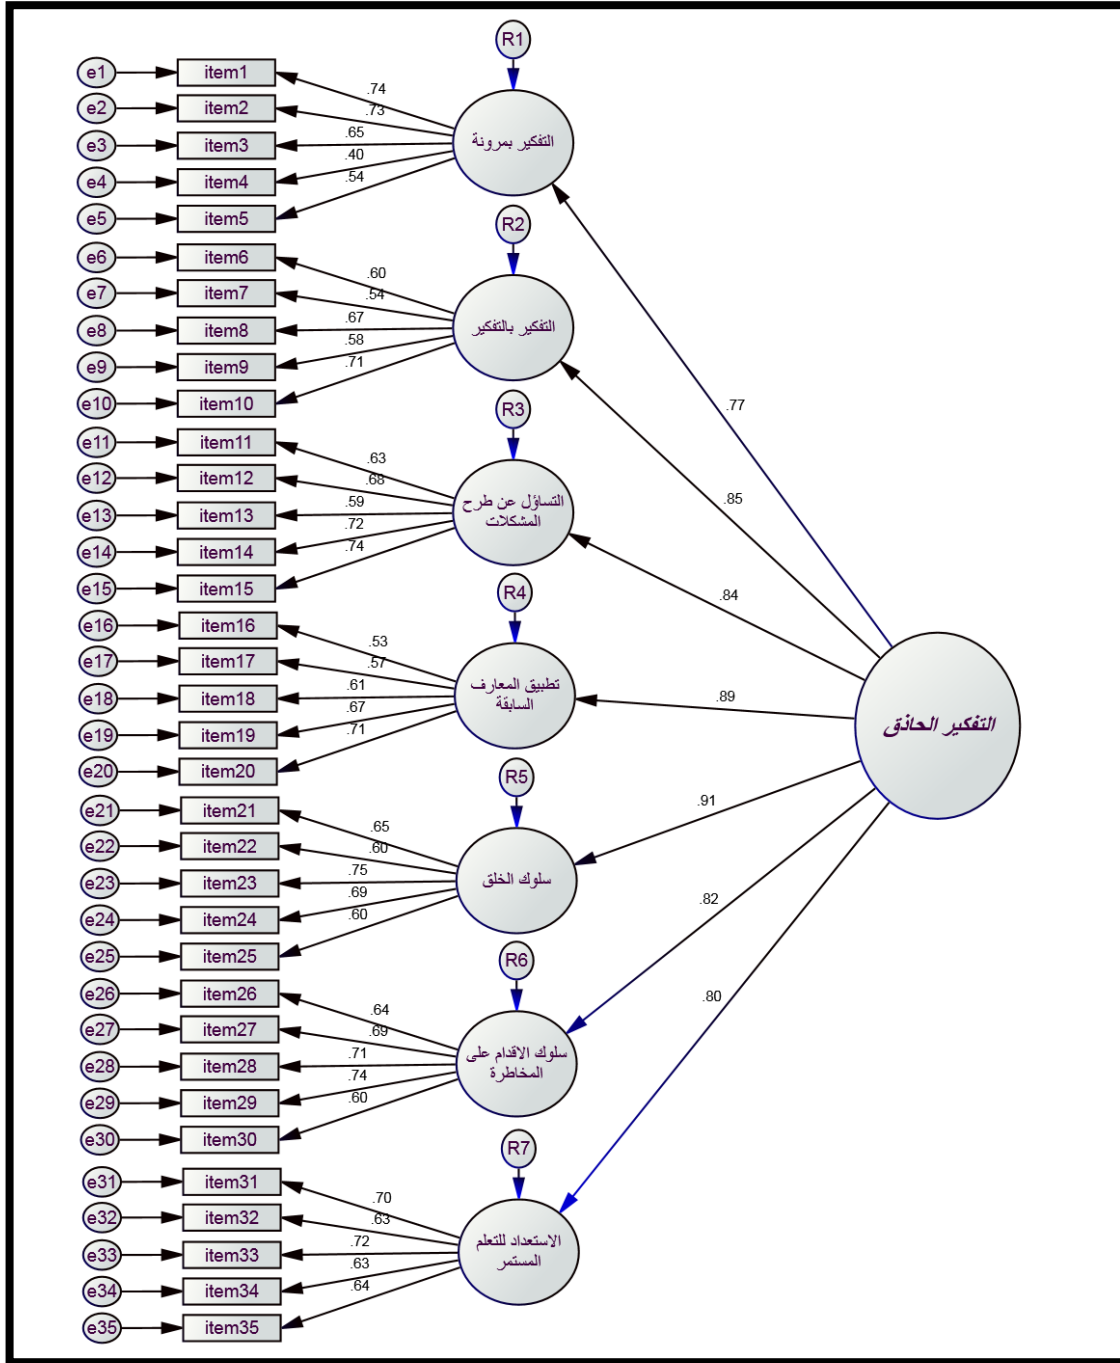 R1
e1 item1 .74
e2 item2 .73
e3 item3 .65
e4 item4 .40
e5 item5 .54
التفكير بمرونة
.77
R2
e6 item6 .60
e7 item7 .54
e8 item8 .67
e9 item9 .58
e10 item10 .71
التفكير بالتفكير
.85
R3
e11 item11 .63
e12 item12 .68
e13 item13 .59
e14 item14 .72
e15 item15 .74
التساؤل عن طرح
المشكلات
.84
R4
e16 item16 .53
e17 item17 .57
e18 item18 .61
e19 item19 .67
e20 item20 .71
تطبيق المعارف
السابقة
.89
التفكير الحاذق
R5
e21 item21 .65
e22 item22 .60
e23 item23 .75
e24 item24 .69
e25 item25 .60
سلوك الخلق
.91
R6
e26 item26 .64
e27 item27 .69
e28 item28 .71
e29 item29 .74
e30 item30 .60
سلوك الاقدام على
المخاطرة
.82
R7
e31 item31 .70
e32 item32 .63
e33 item33 .72
e34 item34 .63
e35 item35 .64
الاستعداد للتعلم
المستمر
.80